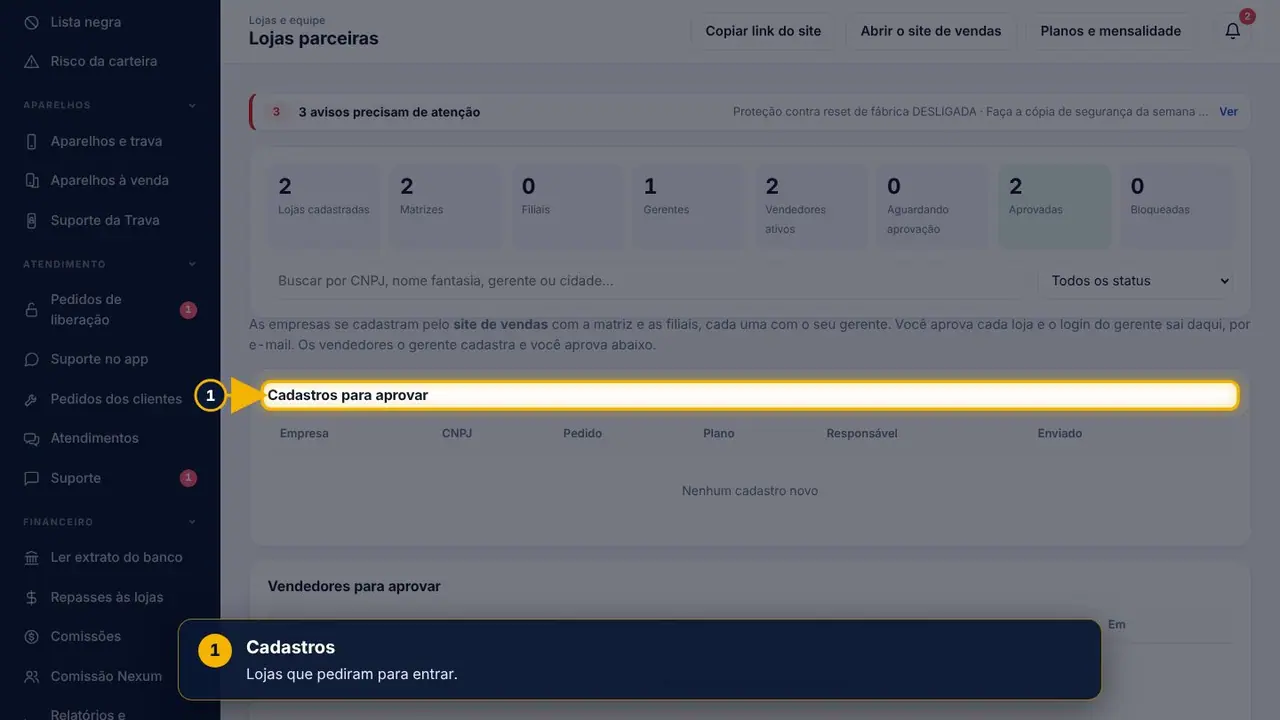 Lista negra
Risco da carteira
APARELHOS
Aparelhos e trava
Aparelhos à venda
Suporte da Trava
ATENDIMENTO
Pedidos de
liberação
1
Suporte no app
Pedidos dos clientes
Atendimentos
Suporte
1
FINANCEIRO
Ler extrato do banco
Repasses às lojas
Comissões
Comissão Nexum
Relatórios e
Lojas e equipe
Lojas parceiras
Copiar link do site
Abrir o site de vendas
Planos e mensalidade
2
3
3 avisos precisam de atenção
Proteção contra reset de fábrica DESLIGADA · Faça a cópia de segurança da semana ...
Ver
2
Lojas cadastradas
2
Matrizes
0
Filiais
1
Gerentes
2
Vendedores
ativos
0
Aguardando
aprovação
2
Aprovadas
0
Bloqueadas
Buscar por CNPJ, nome fantasia, gerente ou cidade...
Todos os status
As empresas se cadastram pelo site de vendas com a matriz e as filiais, cada uma com o seu gerente. Você aprova cada loja e o login do gerente sai daqui, por
e-mail. Os vendedores o gerente cadastra e você aprova abaixo.
1
Cadastros para aprovar
Empresa
CNPJ
Pedido
Plano
Responsável
Enviado
Nenhum cadastro novo
Vendedores para aprovar
Em
1
Cadastros
Lojas que pediram para entrar.